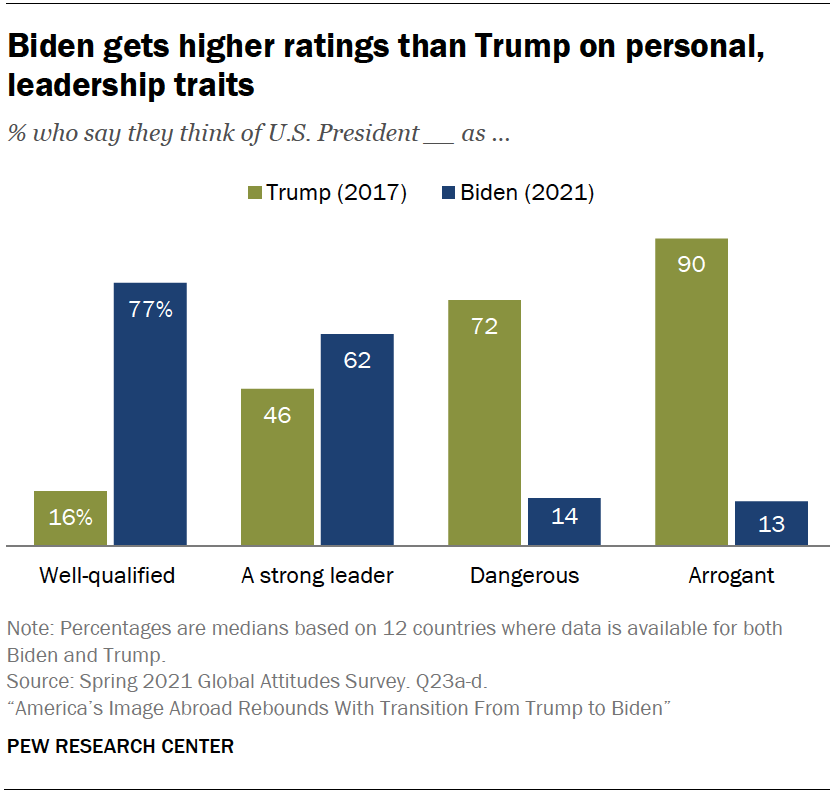 Biden gets higher ratings than Trump on personal,
leadership traits
% who say they think of U.S. President __ as ...
Trump (2017) Biden (2021)
16% 77% 46 62 72 14 90 13
Well-qualified A strong leader Dangerous Arrogant
Note: Percentages are medians based on 12 countries where data is available for both
Biden and Trump.
Source: Spring 2021 Global Attitudes Survey. Q23a-d.
“America’s Image Abroad Rebounds With Transition From Trump to Biden”
PEW RESEARCH CENTER